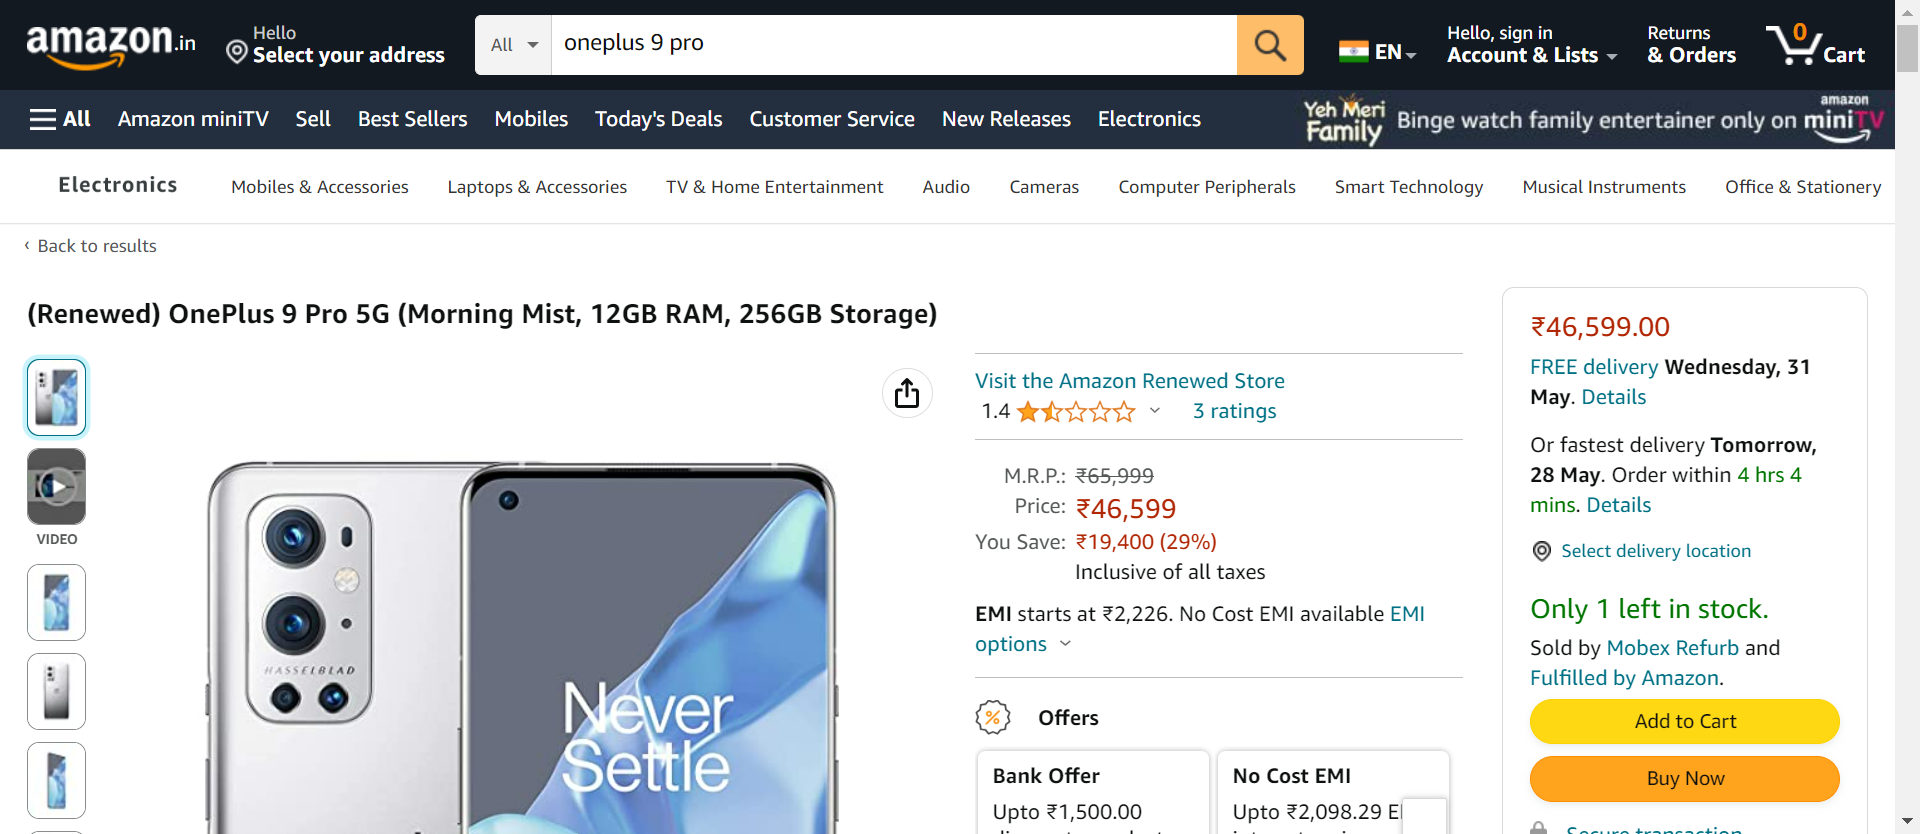 amazon.in
Hello
Select your address
All
oneplus 9 pro
EN
Hello, sign in
Account & Lists
Returns
& Orders
0
Cart
All
Amazon miniTV
Sell
Best Sellers
Mobiles
Today's Deals
Customer Service
New Releases
Electronics
Yeh Meri
Family
Binge watch family entertainer only on
amazon
miniTV
Electronics
Mobiles & Accessories
Laptops & Accessories
TV & Home Entertainment
Audio
Cameras
Computer Peripherals
Smart Technology
Musical Instruments
Office & Stationery
‹ Back to results
(Renewed) OnePlus 9 Pro 5G (Morning Mist, 12GB RAM, 256GB Storage)
VIDEO
HASSELBLAD
Never
Settle
Visit the Amazon Renewed Store
1.4
3 ratings
M.R.P.: ₹65,999
Price: ₹46,599
You Save: ₹19,400 (29%)
Inclusive of all taxes
EMI starts at ₹2,226. No Cost EMI available EMI
options
%
Offers
Bank Offer
Upto ₹1,500.00
No Cost EMI
Upto ₹2,098.29
₹46,599.00
FREE delivery Wednesday, 31
May. Details
Or fastest delivery Tomorrow,
28 May. Order within 4 hrs 4
mins. Details
Select delivery location
Only 1 left in stock.
Sold by Mobex Refurb and
Fulfilled by Amazon.
Add to Cart
Buy Now
Secure transaction